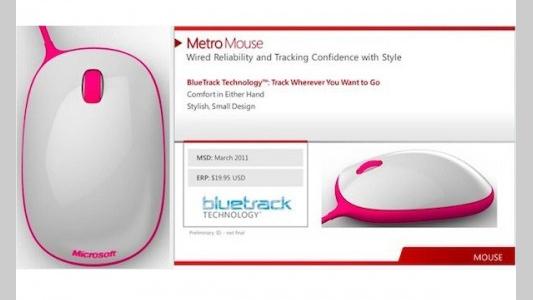 Metro Mouse
Wired Reliability and Tracking Confidence with Style
BlueTrack Technology™: Track Wherever You Want to Go
Comfort in Either Hand
Stylish, Small Design
MSD: March 2011
ERP: $19.95 USD
bluetrack
TECHNOLOGY™
Preliminary ID - not final
MOUSE
Microsoft